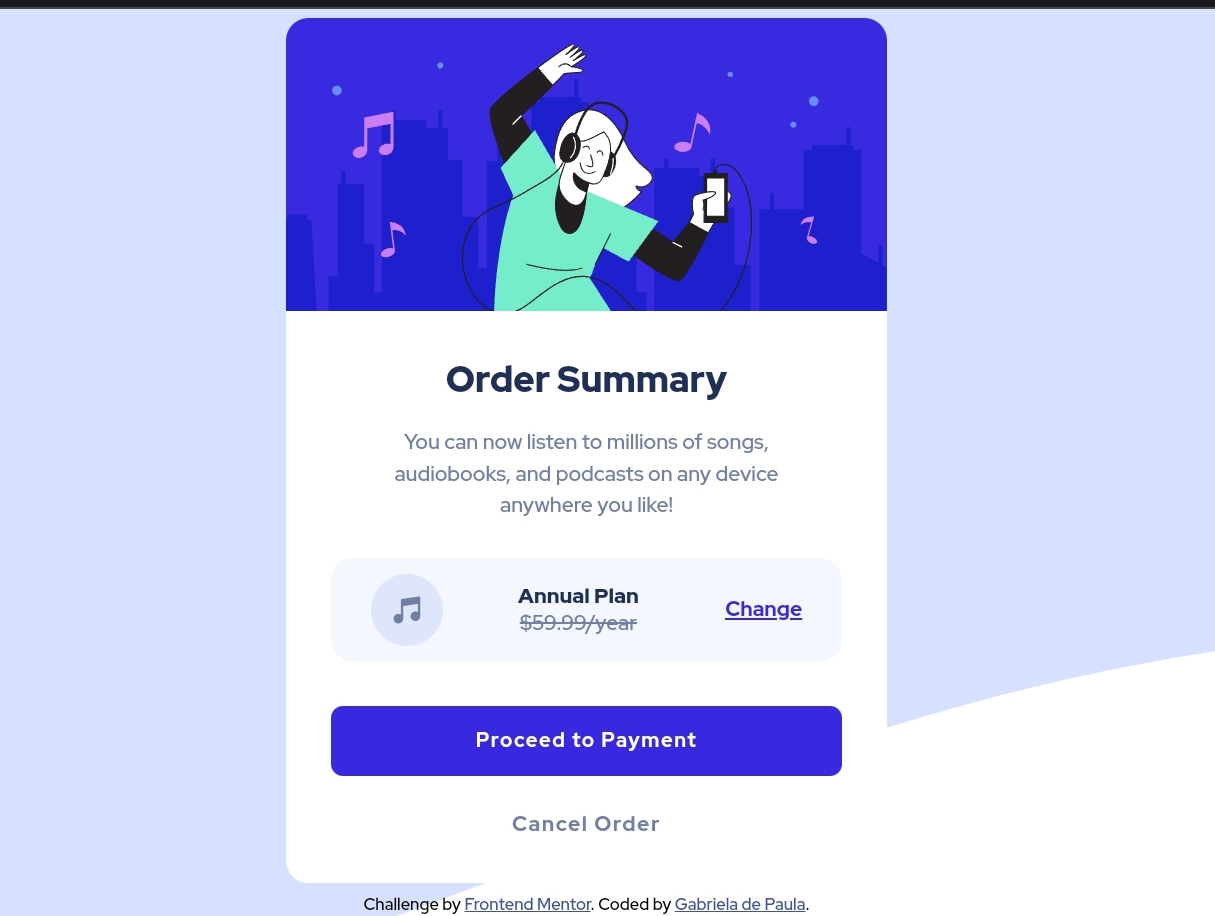 Order Summary
You can now listen to millions of songs,
audiobooks, and podcasts on any device
anywhere you like!
Annual Plan
$59.99/year
Change
Proceed to Payment
Cancel Order
Challenge by Frontend Mentor. Coded by Gabriela de Paula.